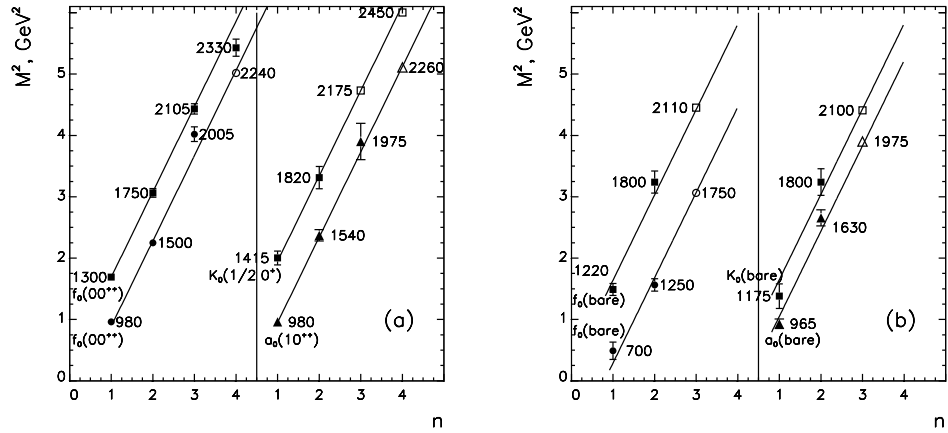 M², GeV²
5
4
3
2
1
0
0 1 2 3 4 1 2 3 4
n
2330
2240
2105
2005
1750
1500
1300
f₀(00⁺⁺)
980
f₀(00⁺⁺)
2450
2260
2175
1975
1820
1540
1415
K₀(1/2 0⁺)
980
a₀(10⁺⁺)
(a)
M², GeV²
5
4
3
2
1
0
0 1 2 3 4 1 2 3 4
n
2110
1800
1750
1220
f₀(bare)
1250
f₀(bare)
700
2100
1975
1800
1630
K₀(bare)
1175
965
a₀(bare)
(b)